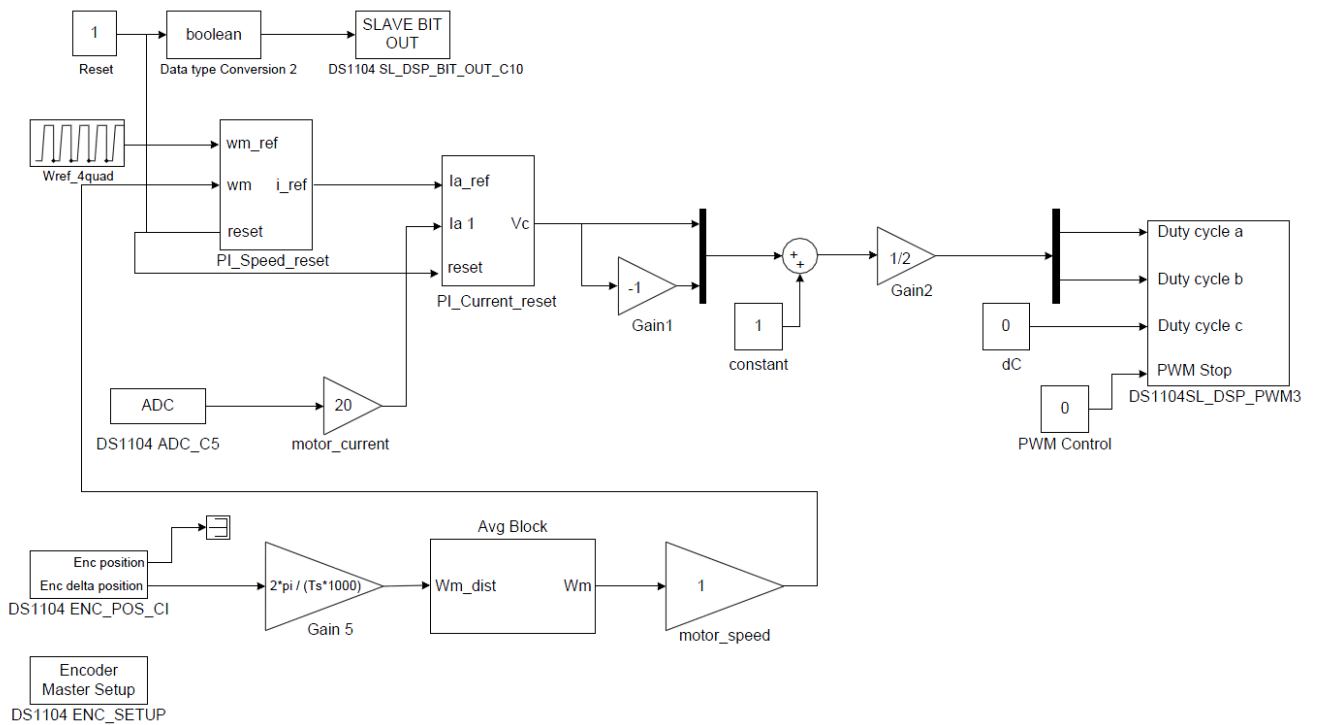 1
Reset
boolean
Data type Conversion 2
SLAVE BIT
OUT
DS1104 SL_DSP_BIT_OUT_C10
Wref_4quad
wm_ref
wm
i_ref
reset
PI_Speed_reset
Ia_ref
Ia 1
Vc
reset
PI_Current_reset
-1
Gain1
+
+
1
constant
1/2
Gain2
0
dC
0
PWM Control
Duty cycle a
Duty cycle b
Duty cycle c
PWM Stop
DS1104SL_DSP_PWM3
ADC
DS1104 ADC_C5
20
motor_current
Enc position
Enc delta position
DS1104 ENC_POS_CI
2*pi / (Ts*1000)
Gain 5
Avg Block
Wm_dist
Wm
1
motor_speed
Encoder
Master Setup
DS1104 ENC_SETUP